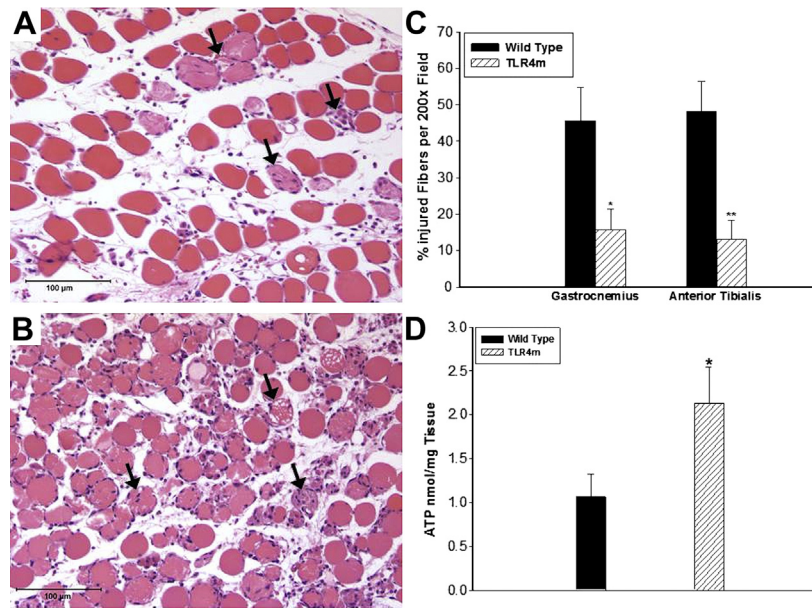 A
100 µm
B
100 µm
C
Wild Type
TLR4m
% injured Fibers per 200x Field
70
60
50
40
30
20
10
0
*
**
Gastrocnemius
Anterior Tibialis
D
Wild Type
TLR4m
ATP nmol/mg Tissue
3.0
2.5
2.0
1.5
1.0
0.5
0.0
*